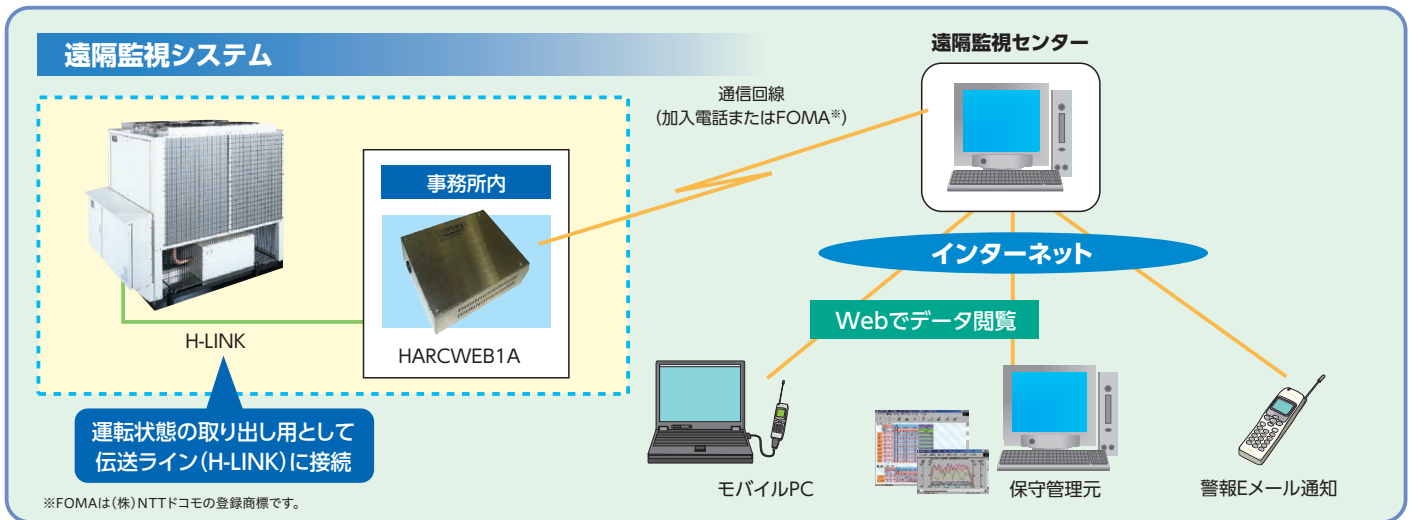 遠隔監視システム
遠隔監視センター
通信回線
(加入電話またはFOMA※)
事務所内
HARCWEB1A
H-LINK
運転状態の取り出し用として
伝送ライン(H-LINK)に接続
インターネット
Webでデータ閲覧
モバイルPC
保守管理元
警報Eメール通知
※FOMAは(株)NTTドコモの登録商標です。